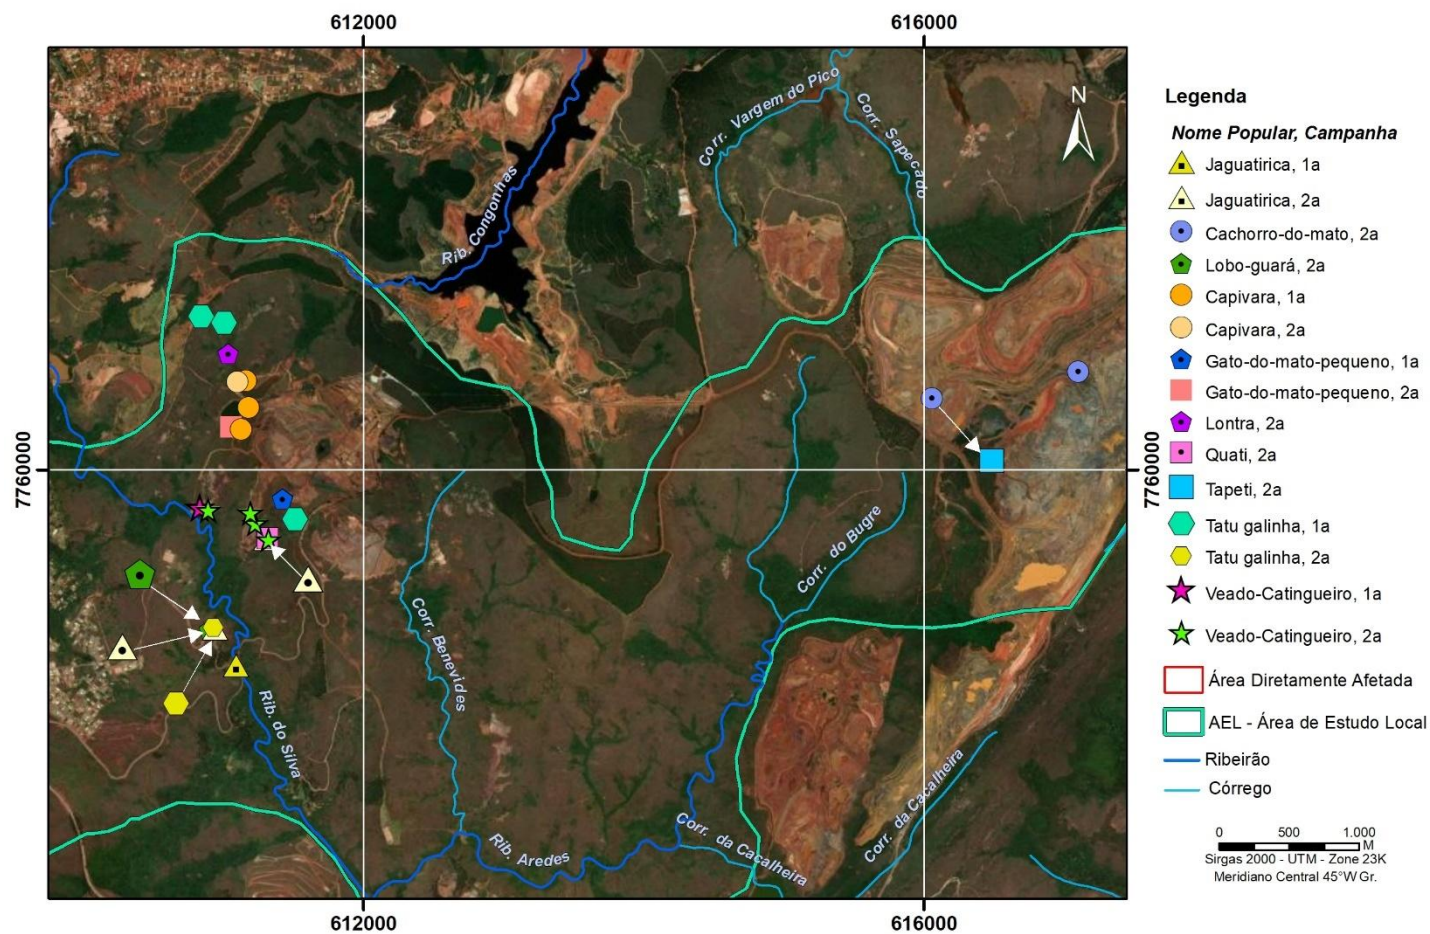 612000
616000
Legenda
Nome Popular, Campanha
Jaguatirica, 1a
Jaguatirica, 2a
Cachorro-do-mato, 2a
Lobo-guará, 2a
Capivara, 1a
Capivara, 2a
Gato-do-mato-pequeno, 1a
Gato-do-mato-pequeno, 2a
Lontra, 2a
Quati, 2a
Tapeti, 2a
Tatu galinha, 1a
Tatu galinha, 2a
Veado-Catingueiro, 1a
Veado-Catingueiro, 2a
Área Diretamente Afetada
AEL - Área de Estudo Local
Ribeirão
Córrego
0 500 1.000
M
Sirgas 2000 - UTM - Zone 23K
Meridiano Central 45°W Gr.
N
Corr. Vargem do Pico
Corr. Sapecado
Rib. Congonhas
7760000
7760000
Corr. do Bugre
Corr. Benevides
Rib. do Silva
Rib. Aredes
Corr. da Cacalheira
Corr. da Cacalheira
612000
616000